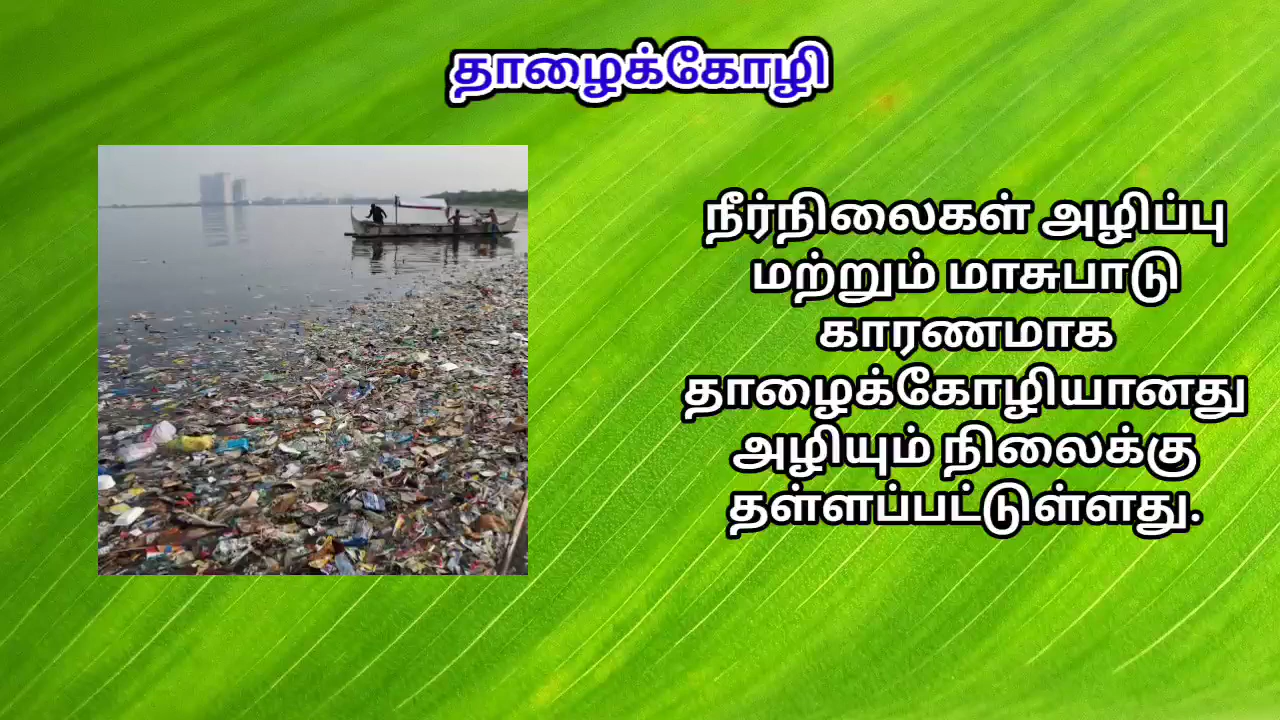 தாழைக்கோழி
நீர்நிலைகள் அழிப்பு
மற்றும் மாசுபாடு
காரணமாக
தாழைக்கோழியானது
அழியும் நிலைக்கு
தள்ளப்பட்டுள்ளது.